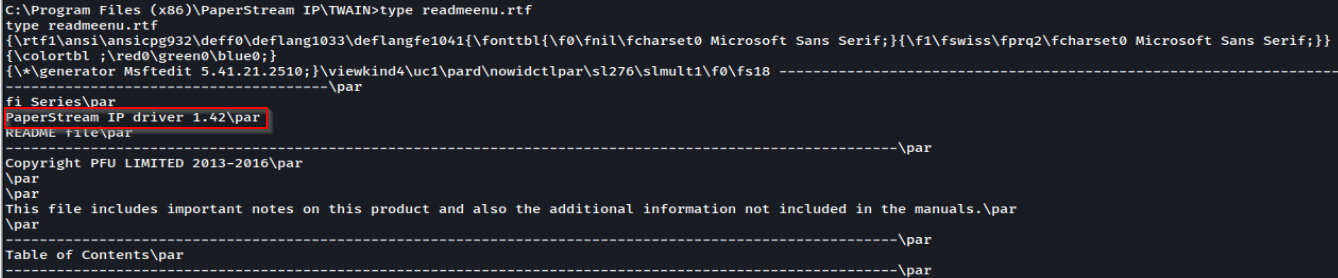 C:\Program Files (x86)\PaperStream IP\TWAIN>type readmeenu.rtf
type readmeenu.rtf
{\rtf1\ansi\ansicpg932\deff0\deflang1033\deflangfe1041{\fonttbl{\f0\fnil\fcharset0 Microsoft Sans Serif;}{\f1\fswiss\fprq2\fcharset0 Microsoft Sans Serif;}}
{\colortbl ;\red0\green0\blue0;}
{\*\generator Msftedit 5.41.21.2510;}\viewkind4\uc1\pard\nowidctlpar\sl276\slmult1\f0\fs18 -------------------------------------------------------------------
---------------------------------------\par
fi Series\par
PaperStream IP driver 1.42\par
README file\par
----------------------------------------------------------------------------------------------------------\par
Copyright PFU LIMITED 2013-2016\par
\par
\par
This file includes important notes on this product and also the additional information not included in the manuals.\par
\par
----------------------------------------------------------------------------------------------------------\par
Table of Contents\par
----------------------------------------------------------------------------------------------------------\par